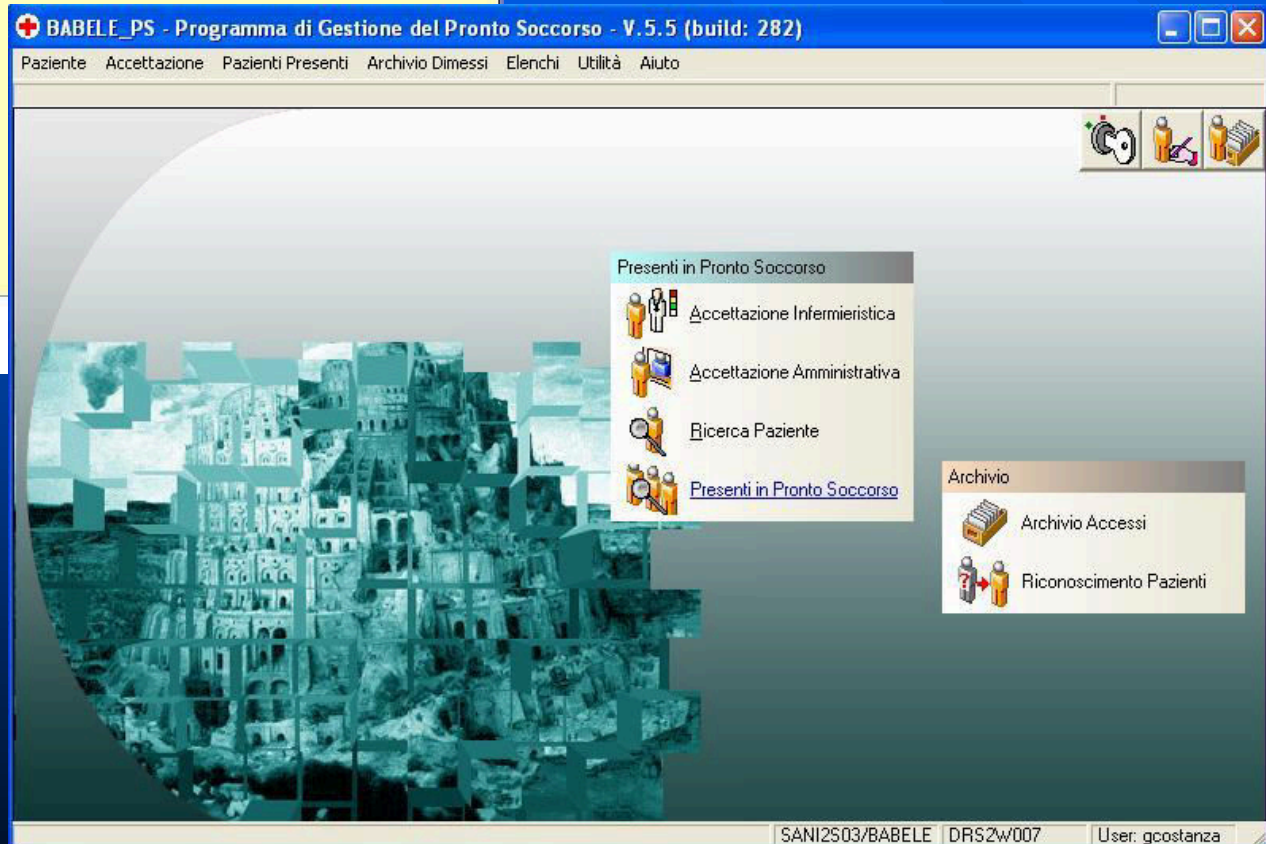 BABELE_PS - Programma di Gestione del Pronto Soccorso - V.5.5 (build: 282)
Paziente Accettazione Pazienti Presenti Archivio Dimessi Elenchi Utilità Aiuto
Presenti in Pronto Soccorso
Accettazione Infermieristica
Accettazione Amministrativa
Ricerca Paziente
Presenti in Pronto Soccorso
Archivio
Archivio Accessi
Riconoscimento Pazienti
SANI2S03/BABELE DRS2W007 User: gcostanza